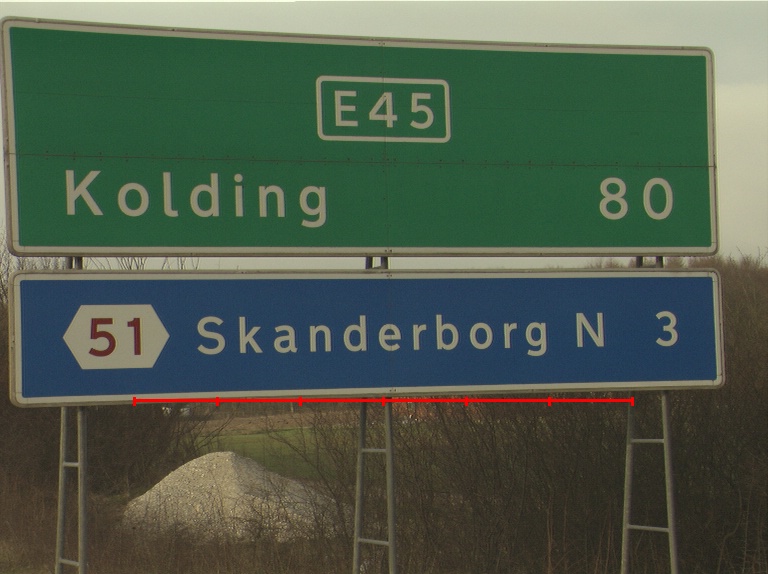 E45
Kolding 80
51 Skanderborg N 3